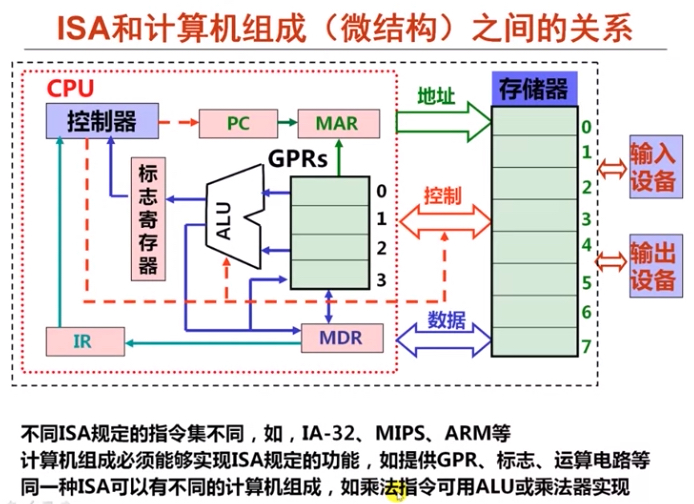 ISA和计算机组成（微结构）之间的关系
CPU
控制器
PC
MAR
地址
存储器
GPRs
标志寄存器
ALU
0
1
2
3
控制
0
1
2
3
4
5
6
7
输入
设备
输出
设备
IR
MDR
数据
不同ISA规定的指令集不同，如，IA-32、MIPS、ARM等
计算机组成必须能够实现ISA规定的功能，如提供GPR、标志、运算电路等
同一种ISA可以有不同的计算机组成，如乘法指令可用ALU或乘法器实现